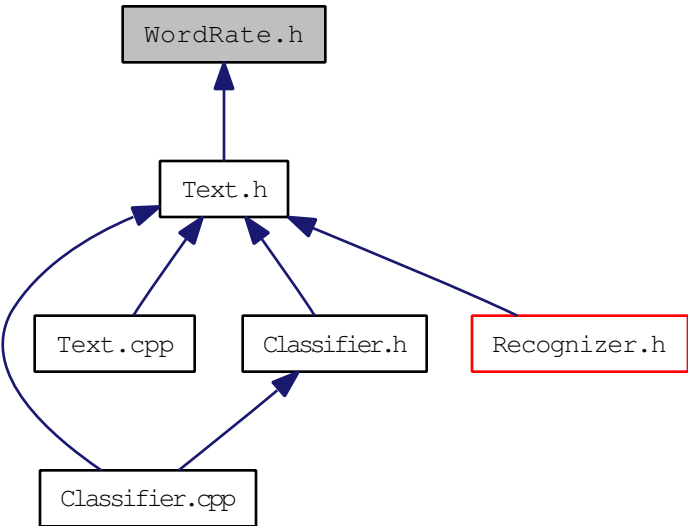 WordRate.h
Text.h
Text.cpp
Classifier.h
Recognizer.h
Classifier.cpp